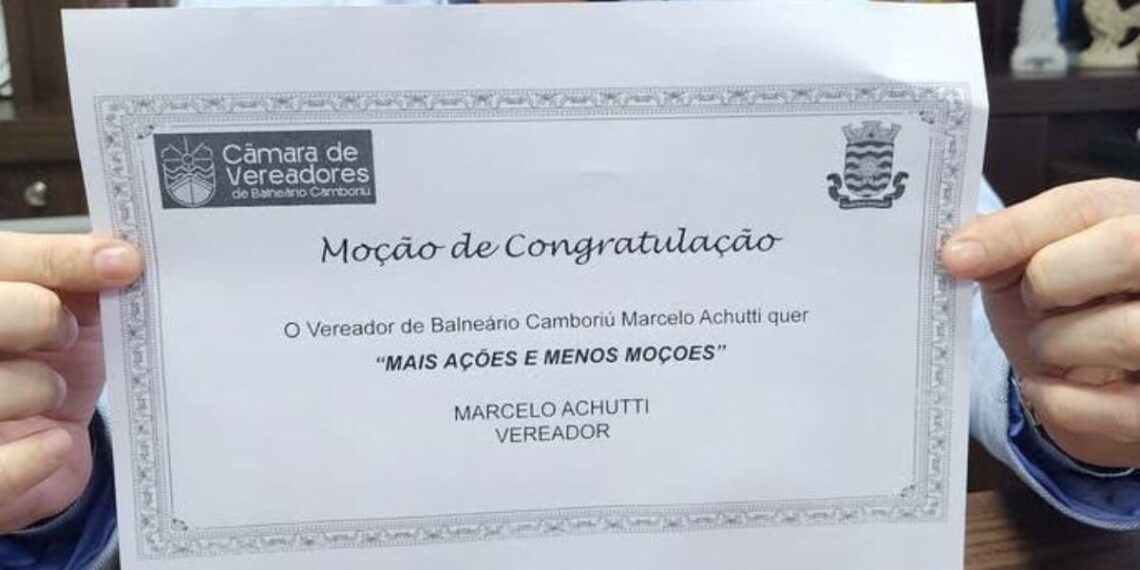 Câmara de
Vereadores
de Balneário Camboriú
Moção de Congratulação
O Vereador de Balneário Camboriú Marcelo Achutti quer
“MAIS AÇÕES E MENOS MOÇOES”
MARCELO ACHUTTI
VEREADOR